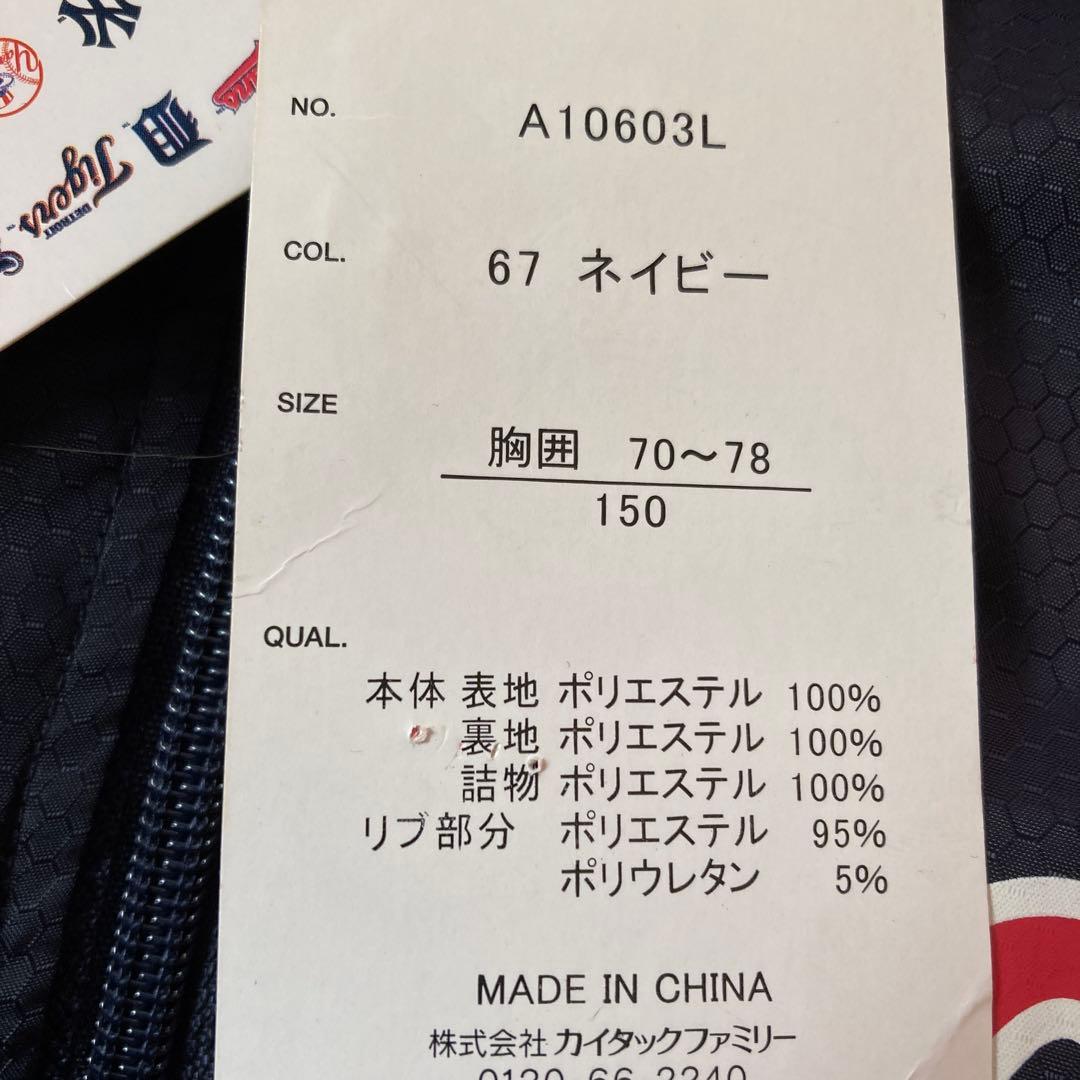 DETROIT
Tigers
NO. A10603L
COL. 67 ネイビー
SIZE
胸囲 70～78
150
QUAL.
本体 表地 ポリエステル 100%
裏地 ポリエステル 100%
詰物 ポリエステル 100%
リブ部分 ポリエステル 95%
ポリウレタン 5%
MADE IN CHINA
株式会社 カイタックファミリー
0120-66-2240